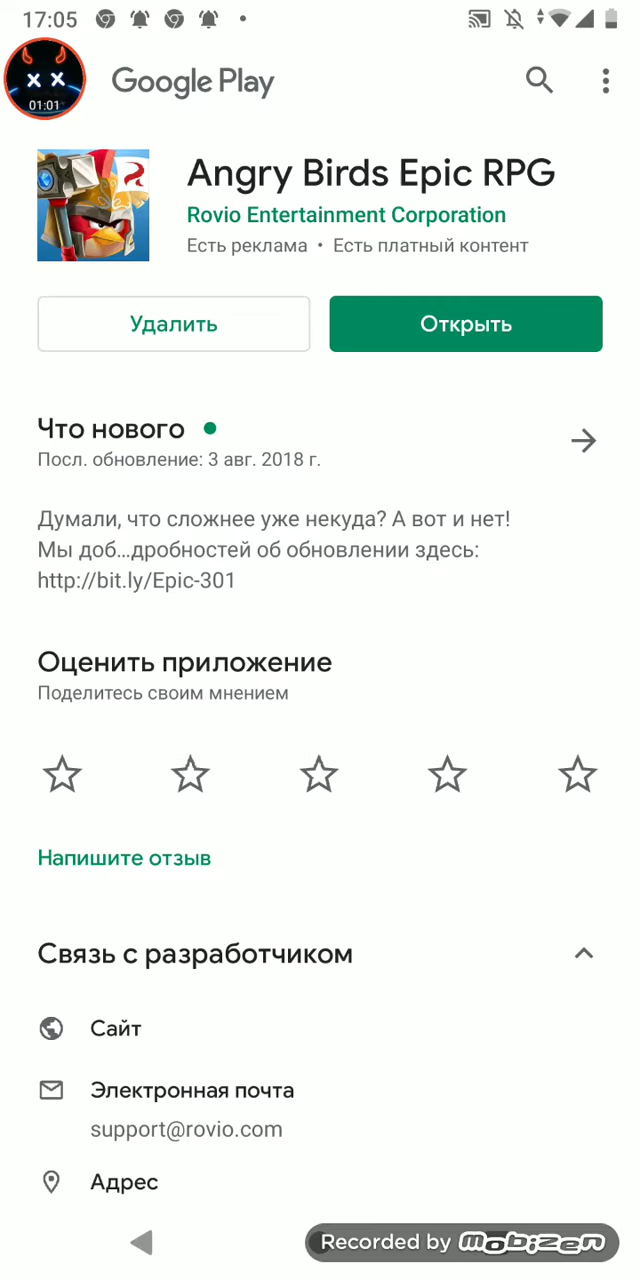 17:05
01:01
Google Play
Angry Birds Epic RPG
Rovio Entertainment Corporation
Есть реклама • Есть платный контент
Удалить
Открыть
Что нового
Посл. обновление: 3 авг. 2018 г.
Думали, что сложнее уже некуда? А вот и нет!
Мы доб…дробностей об обновлении здесь:
http://bit.ly/Epic-301
Оценить приложение
Поделитесь своим мнением
Напишите отзыв
Связь с разработчиком
Сайт
Электронная почта
support@rovio.com
Адрес
Recorded by mobizen